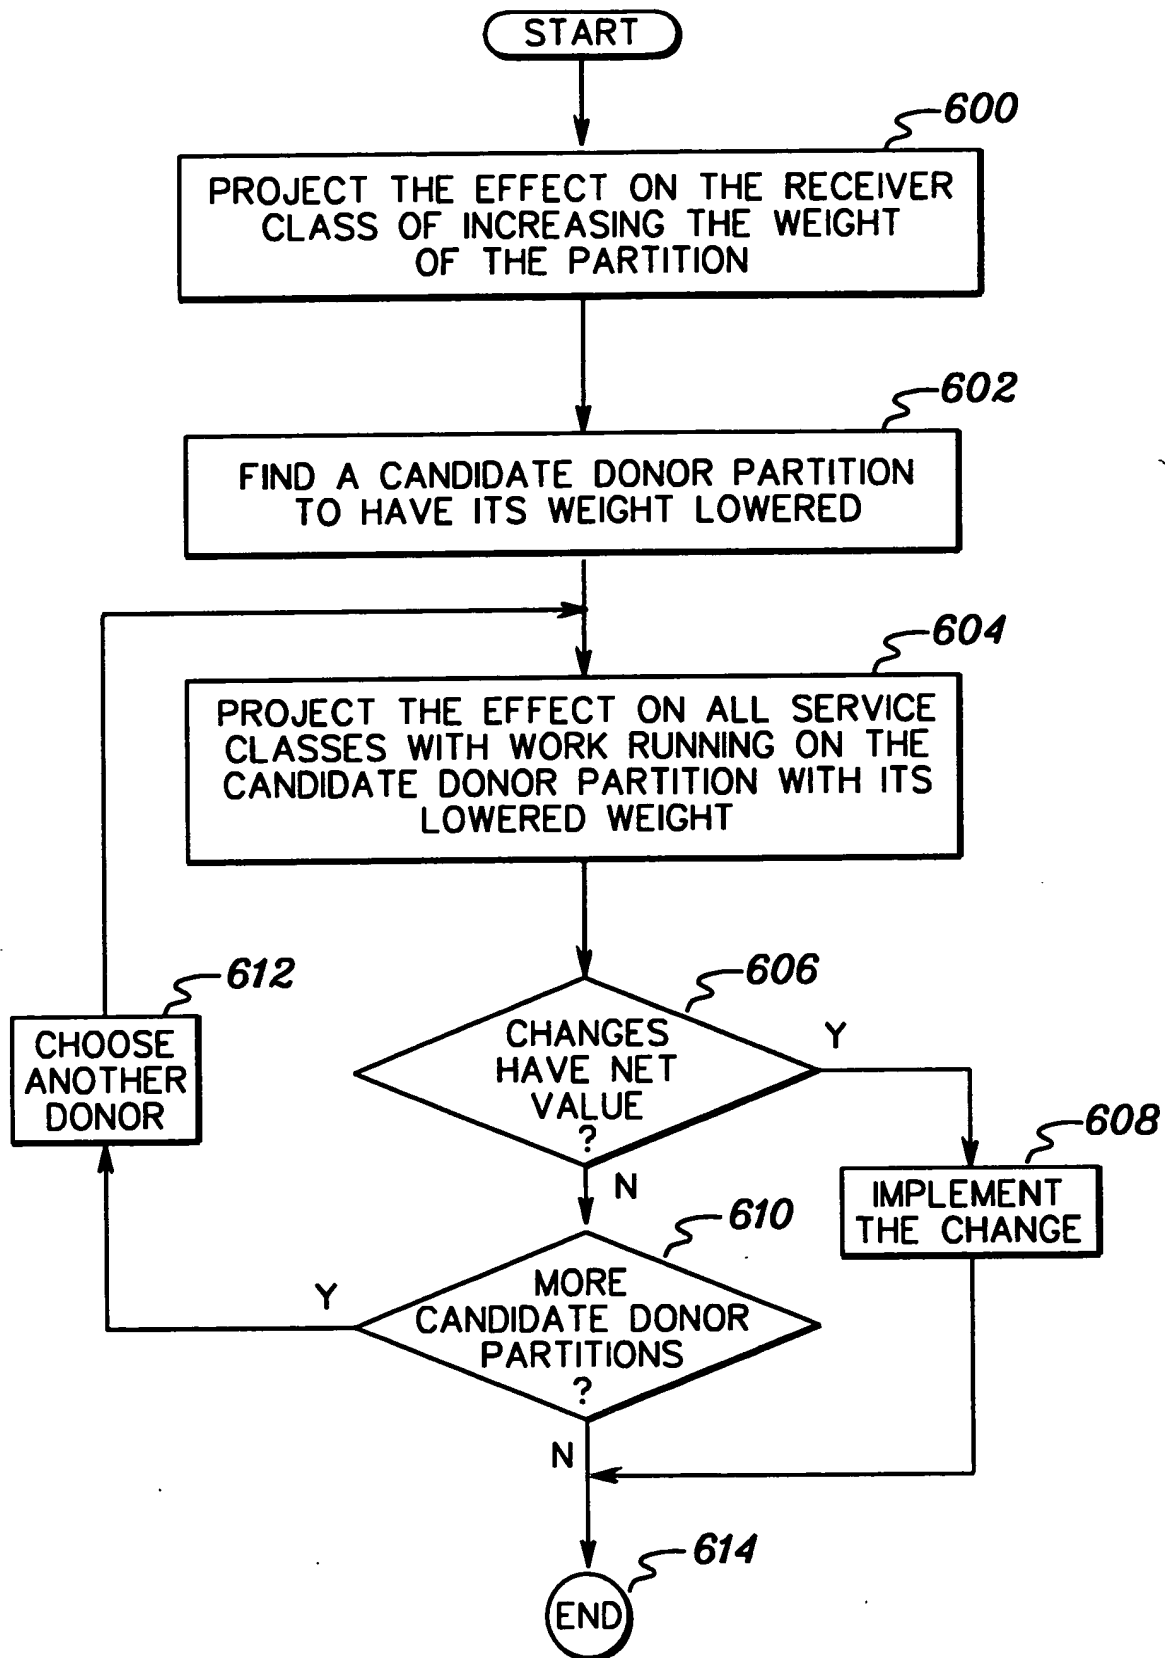 START
600
PROJECT THE EFFECT ON THE RECEIVER
CLASS OF INCREASING THE WEIGHT
OF THE PARTITION
602
FIND A CANDIDATE DONOR PARTITION
TO HAVE ITS WEIGHT LOWERED
604
PROJECT THE EFFECT ON ALL SERVICE
CLASSES WITH WORK RUNNING ON THE
CANDIDATE DONOR PARTITION WITH ITS
LOWERED WEIGHT
606
CHANGES
HAVE NET
VALUE
?
Y
N
608
IMPLEMENT
THE CHANGE
610
MORE
CANDIDATE DONOR
PARTITIONS
?
Y
N
612
CHOOSE
ANOTHER
DONOR
614
END